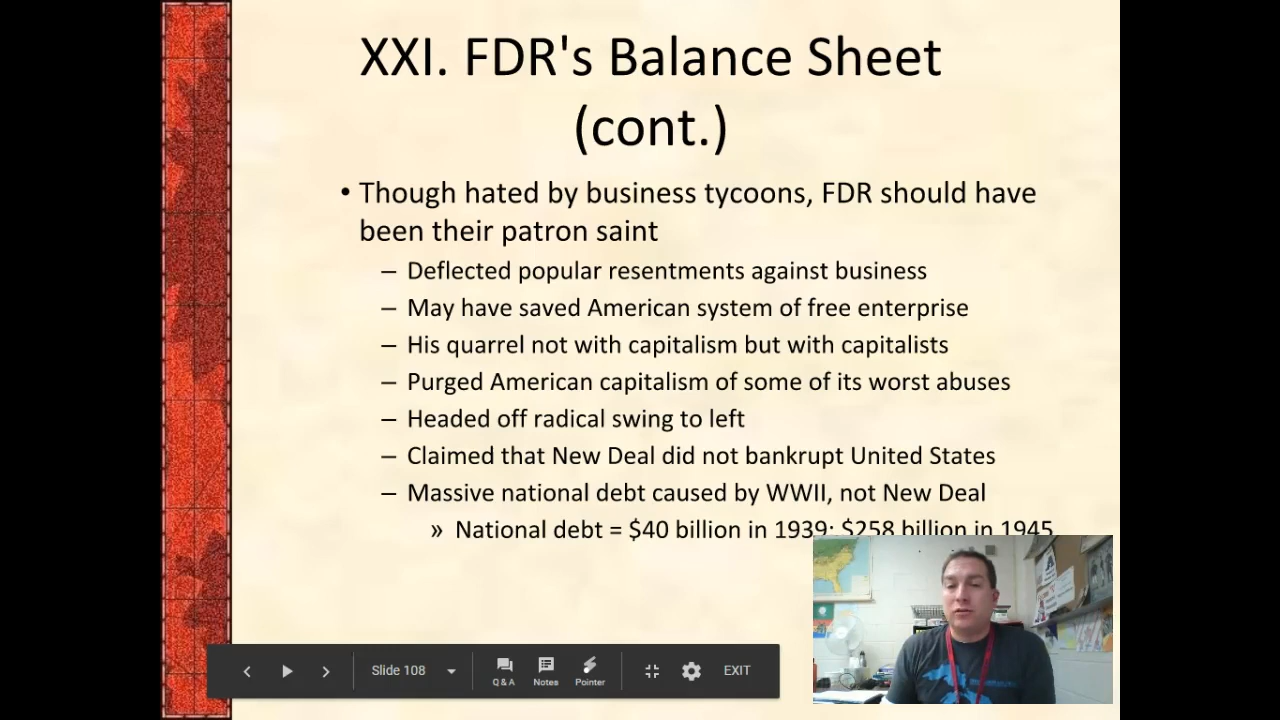 XXI. FDR's Balance Sheet
(cont.)
• Though hated by business tycoons, FDR should have
been their patron saint
– Deflected popular resentments against business
– May have saved American system of free enterprise
– His quarrel not with capitalism but with capitalists
– Purged American capitalism of some of its worst abuses
– Headed off radical swing to left
– Claimed that New Deal did not bankrupt United States
– Massive national debt caused by WWII, not New Deal
» National debt = $40 billion in 1939; $258 billion in 1945
Slide 108
Q & A
Notes
Pointer
EXIT